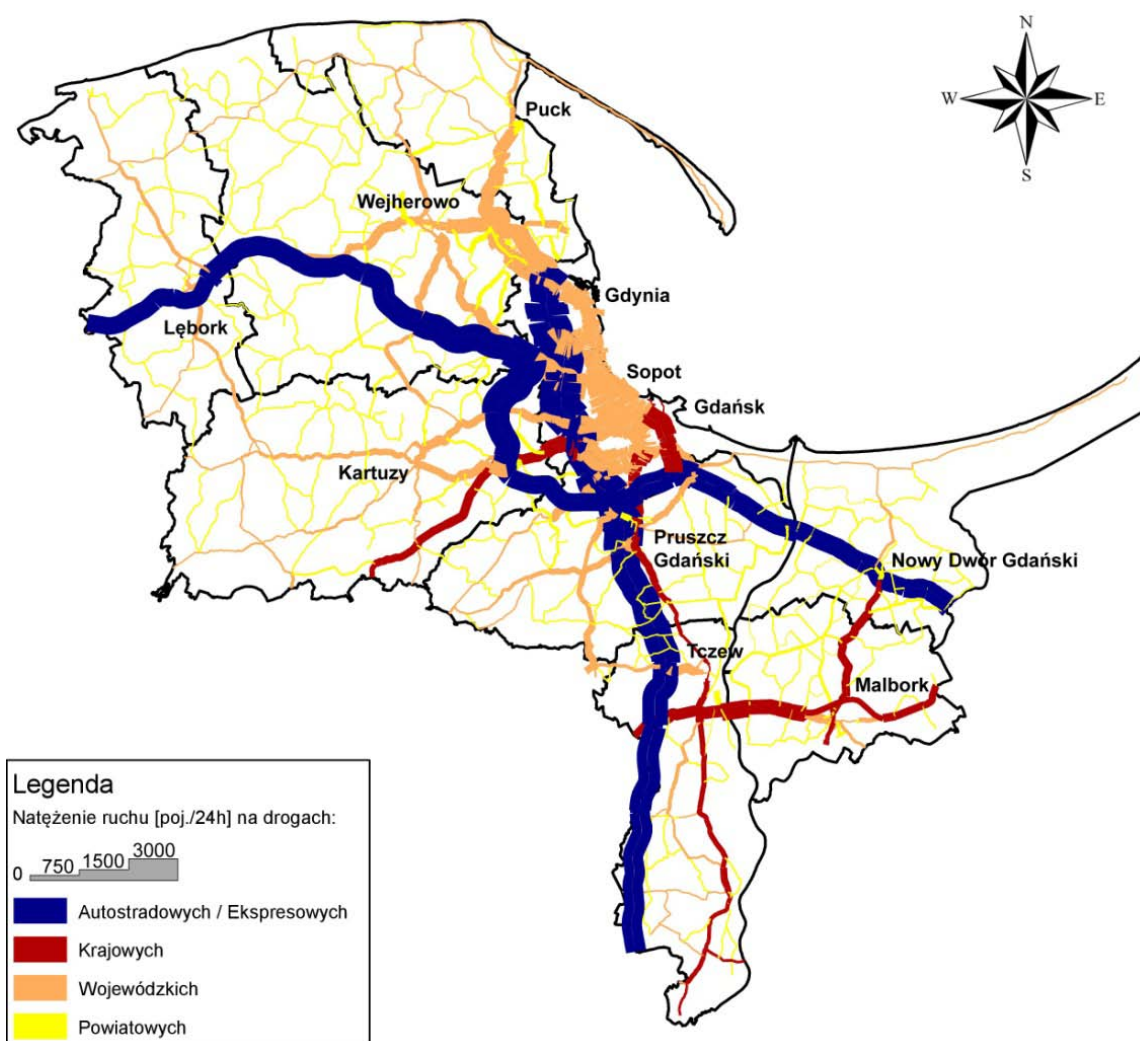 N
W
E
S
Puck
Wejherowo
Gdynia
Lębork
Sopot
Gdańsk
Kartuzy
Pruszcz
Gdański
Nowy Dwór Gdański
Tczew
Malbork
Legenda
Natężenie ruchu [poj./24h] na drogach:
0 750 1500 3000
Autostradowych / Ekspresowych
Krajowych
Wojewódzkich
Powiatowych